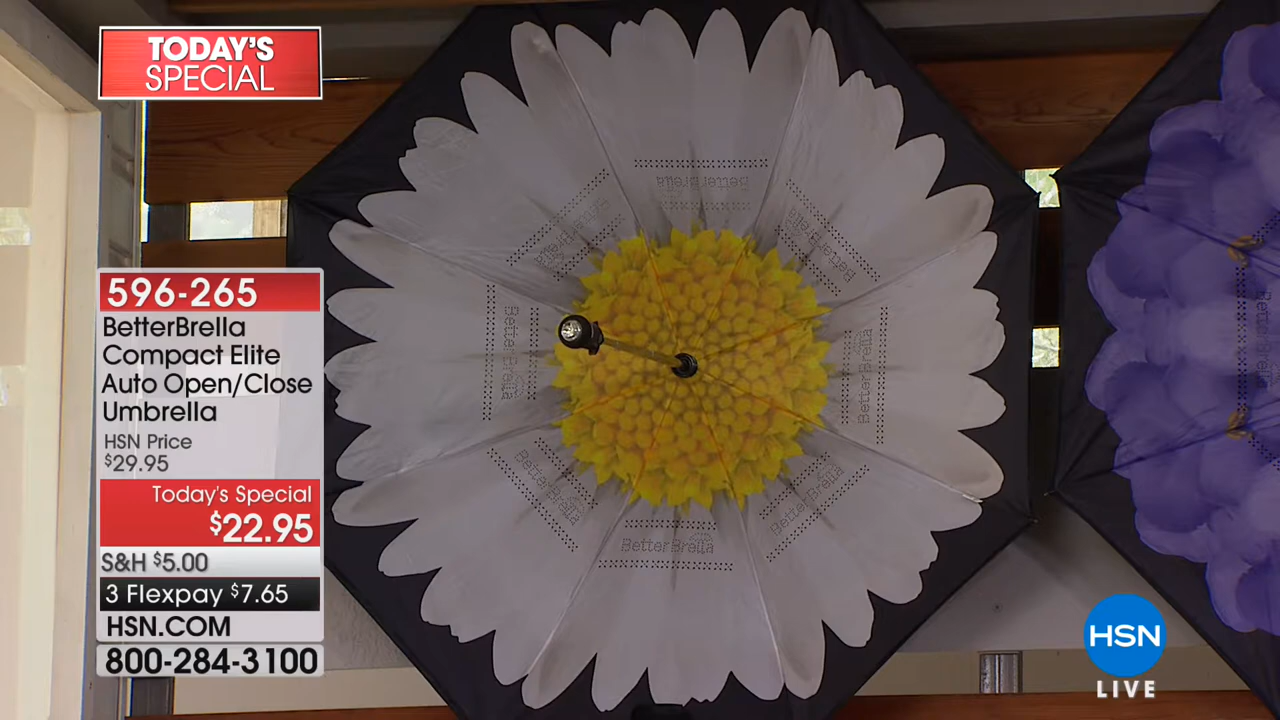 TODAY'S
SPECIAL
596-265
BetterBrella
Compact Elite
Auto Open/Close
Umbrella
HSN Price
$29.95
Today's Special
$22.95
S&H $5.00
3 Flexpay $7.65
HSN.COM
800-284-3100
BetterBrella
BetterBrella
BetterBrella
BetterBrella
BetterBrella
BetterBrella
BetterBrella
BetterBrella
BetterBrella
HSN
LIVE